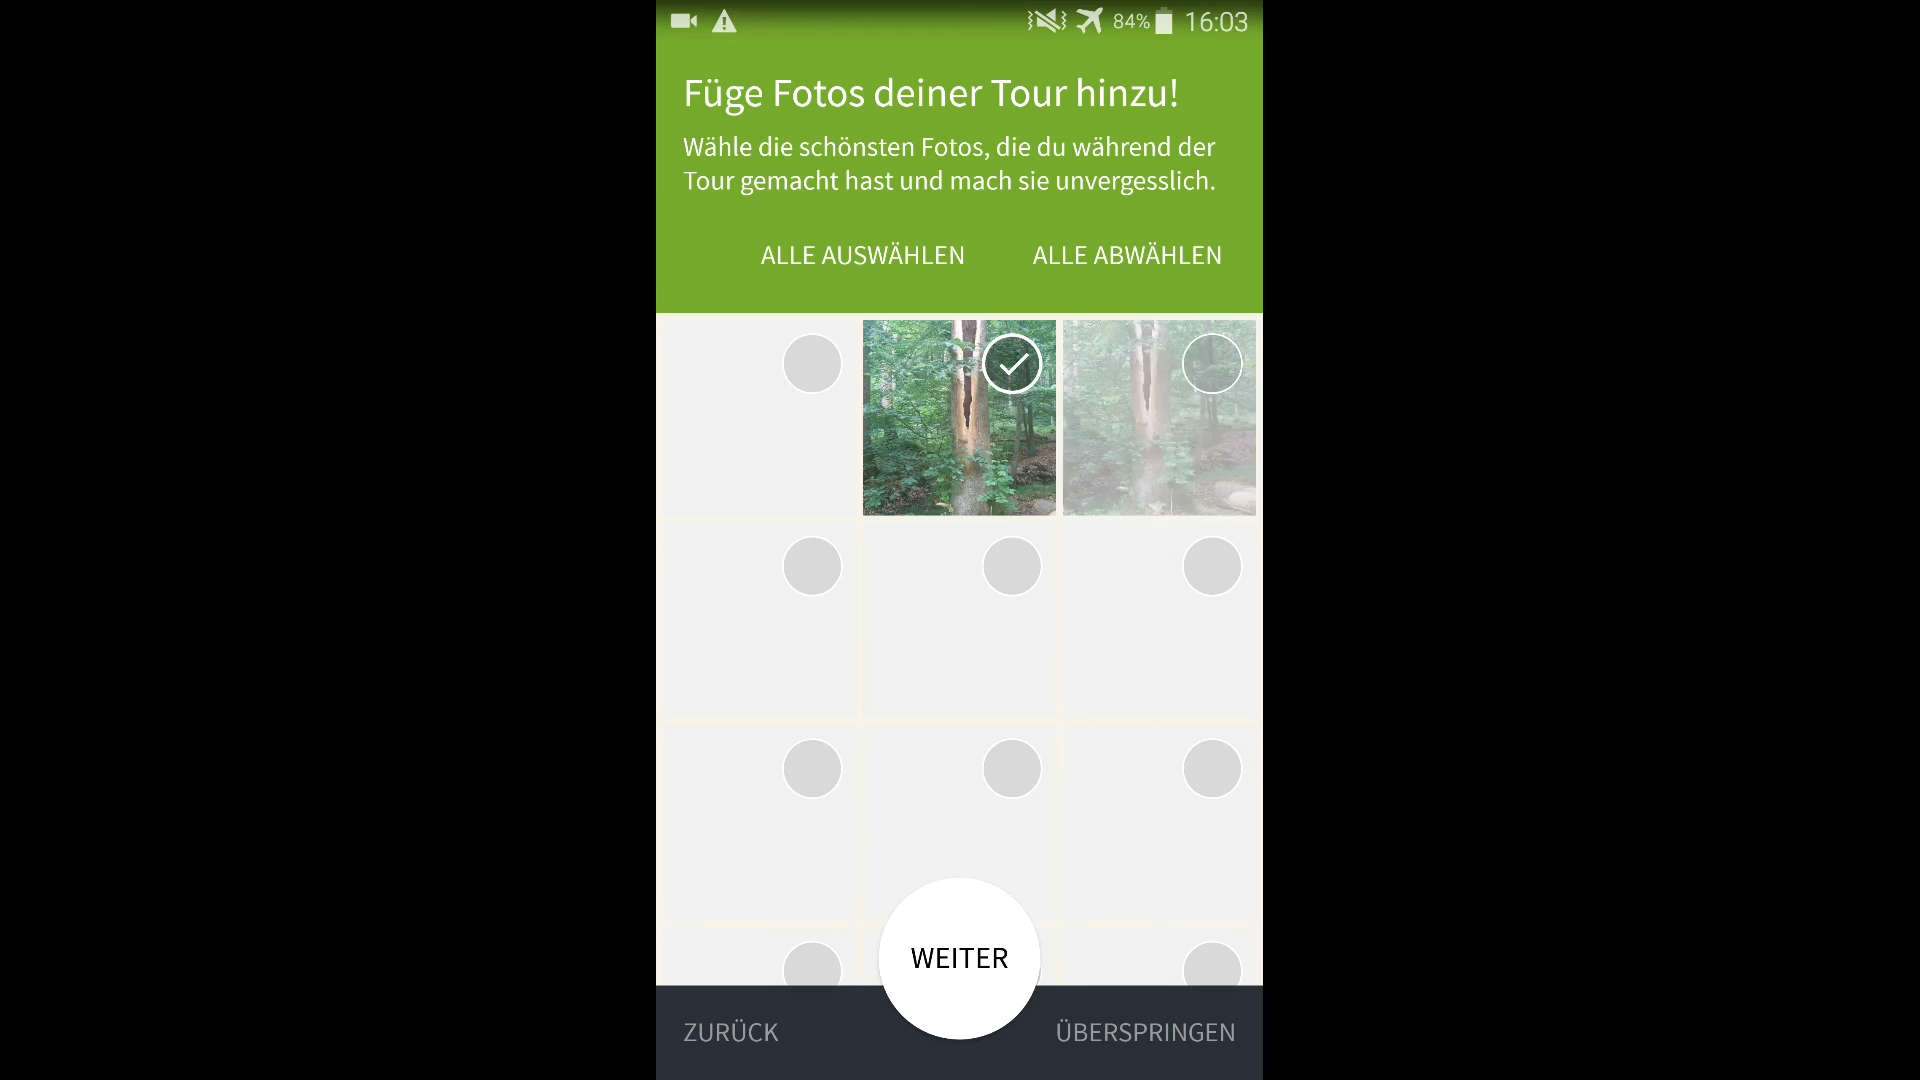 84% 16:03
Füge Fotos deiner Tour hinzu!
Wähle die schönsten Fotos, die du während der
Tour gemacht hast und mach sie unvergesslich.
ALLE AUSWÄHLEN ALLE ABWÄHLEN
WEITER
ZURÜCK ÜBERSPRINGEN